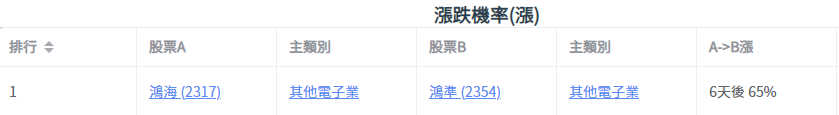 漲跌機率(漲)
排行 股票A 主類別 股票B 主類別 A->B漲
1 鴻海 (2317) 其他電子業 鴻準 (2354) 其他電子業 6天後 65%